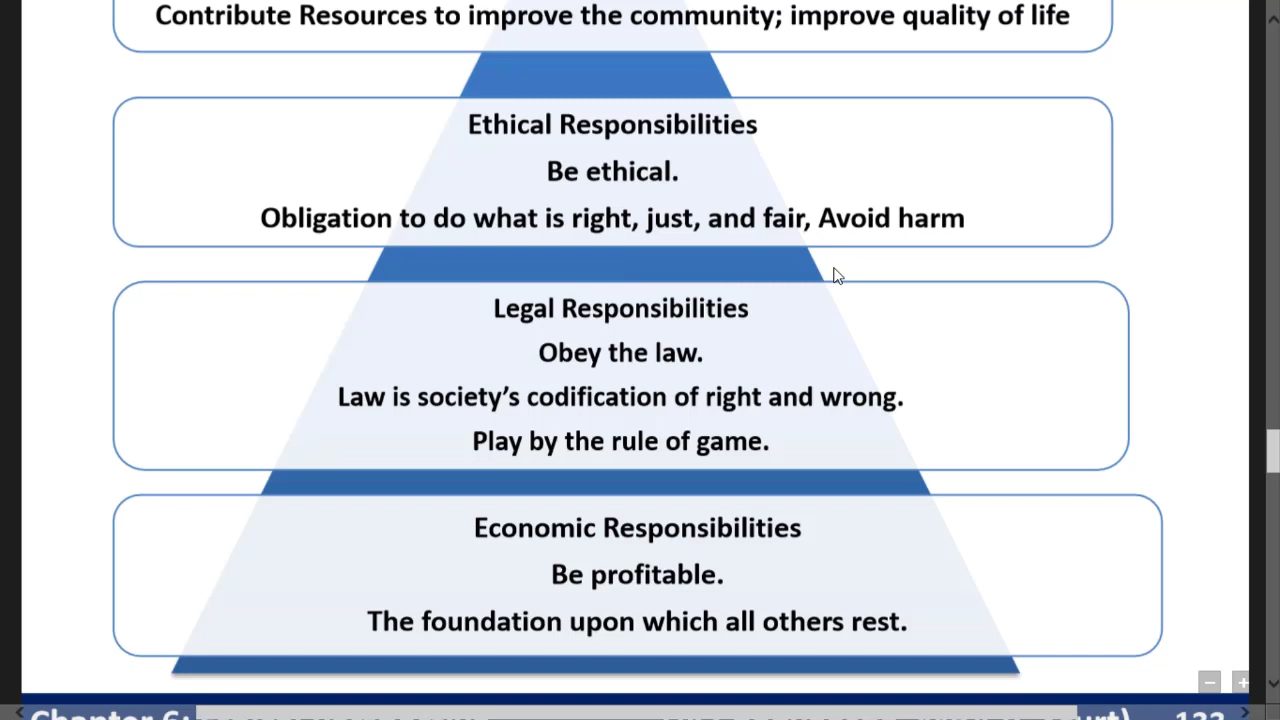 Contribute Resources to improve the community; improve quality of life
Ethical Responsibilities
Be ethical.
Obligation to do what is right, just, and fair, Avoid harm
Legal Responsibilities
Obey the law.
Law is society’s codification of right and wrong.
Play by the rule of game.
Economic Responsibilities
Be profitable.
The foundation upon which all others rest.
Chapter 6: